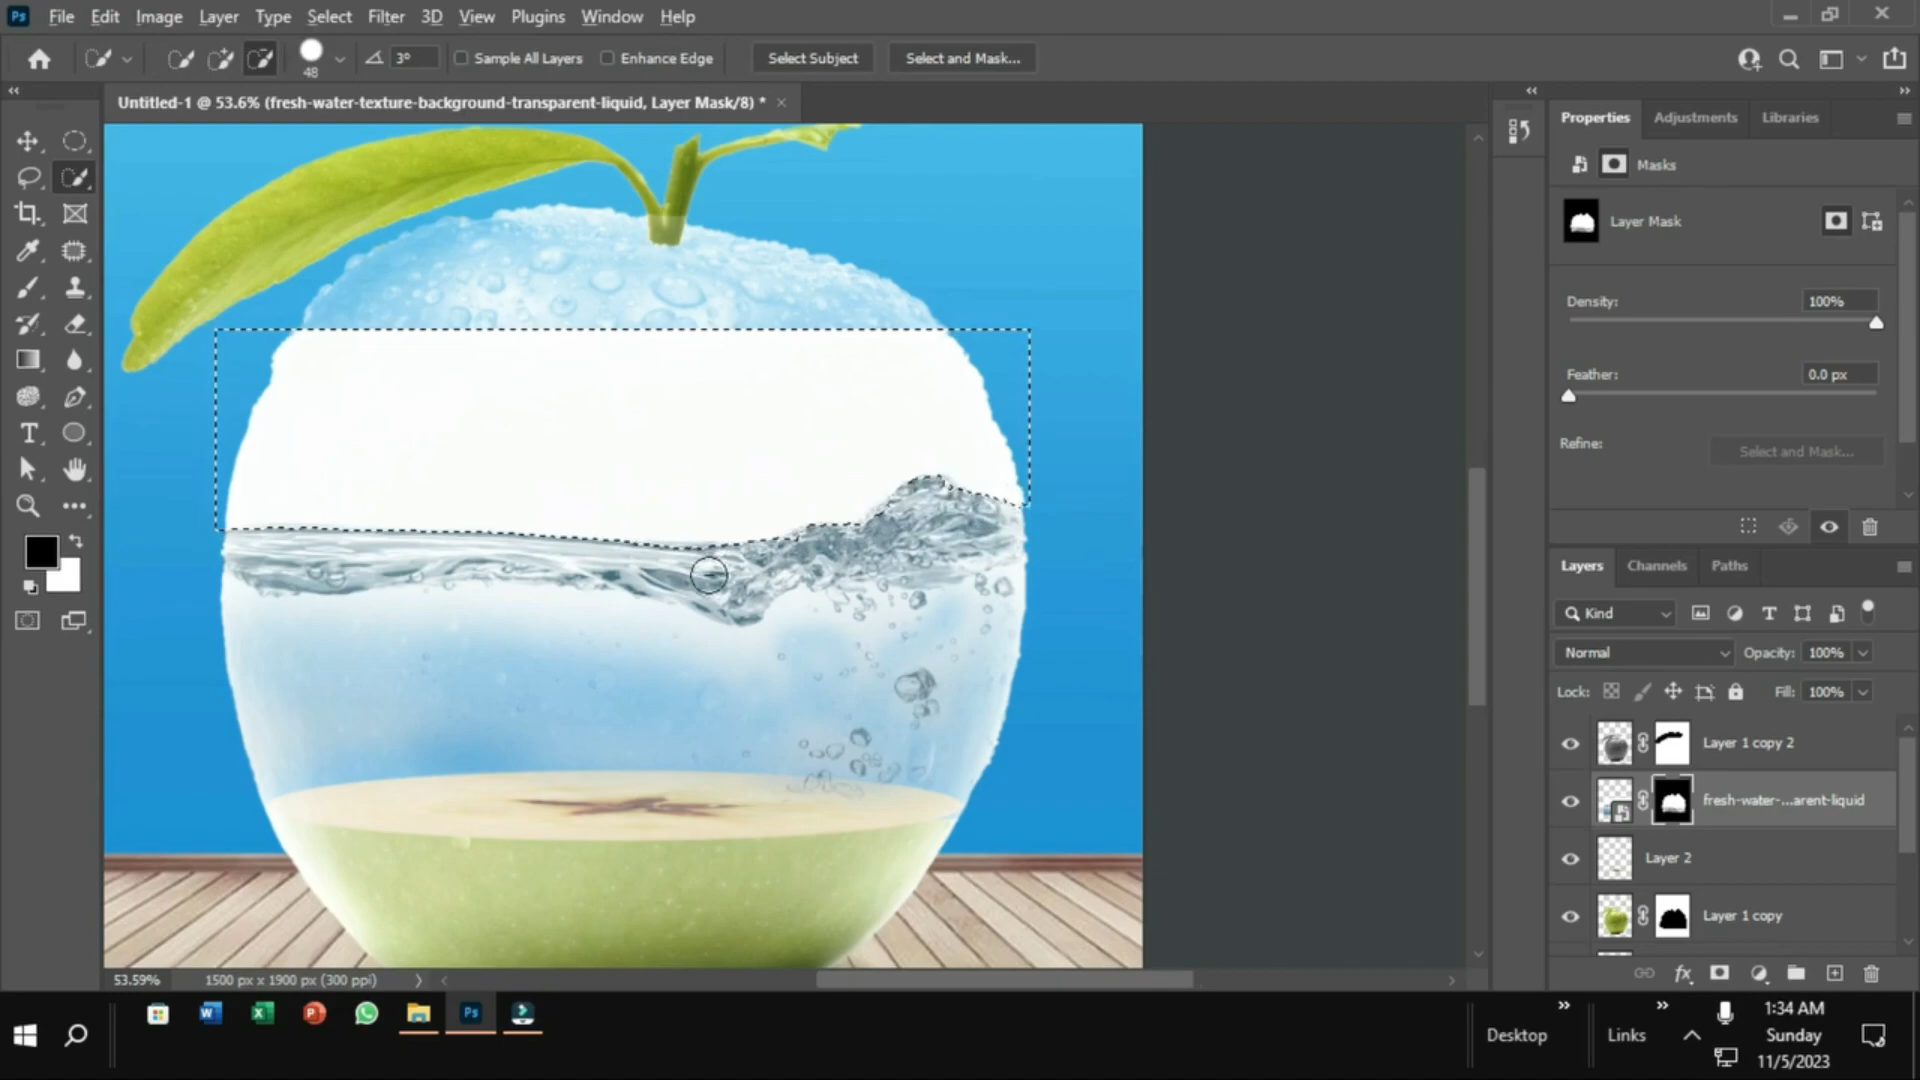 Ps File Edit Image Layer Type Select Filter 3D View Plugins Window Help
48 3° Sample All Layers Enhance Edge Select Subject Select and Mask...
Untitled-1 @ 53.6% (fresh-water-texture-background-transparent-liquid, Layer Mask/8) *
Properties Adjustments Libraries
Masks
Layer Mask
Density: 100%
Feather: 0.0 px
Refine: Select and Mask...
T
Layers Channels Paths
Kind T
Normal Opacity: 100%
Lock: Fill: 100%
Layer 1 copy 2
fresh-water-...arent-liquid
Layer 2
Layer 1 copy
fx
53.59% 1500 px x 1900 px (300 ppi)
W X P Ps
Desktop Links
1:34 AM
Sunday
11/5/2023